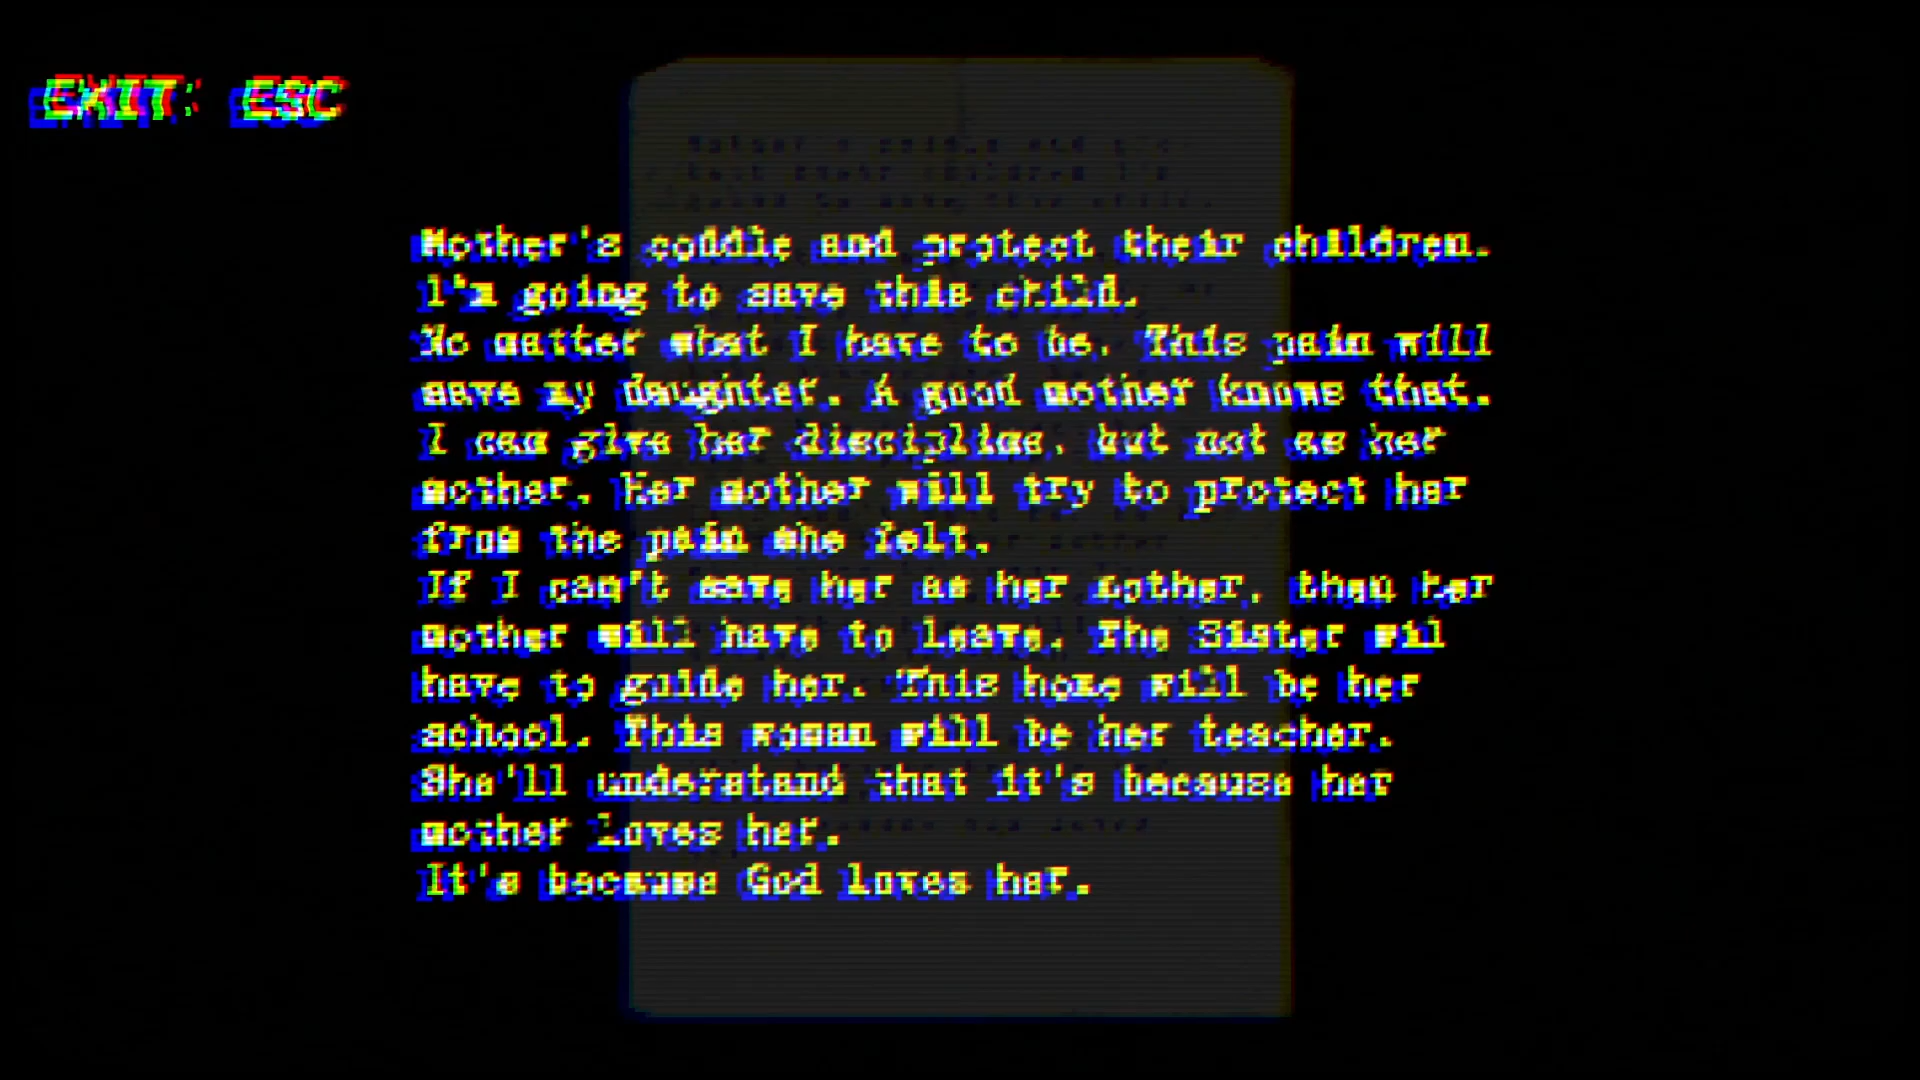 EXIT: ESC
Mother's coddle and protect their children.
I'm going to save this child.
No matter what I have to be. This pain will
save my daughter. A good mother knows that.
I can give her discipline, but not as her
mother. Her mother will try to protect her
from the pain she felt.
If I can't save her as her mother, then her
mother will have to leave. The Sister wil
have to guide her. This home will be her
school. This woman will be her teacher.
She'll understand that it's because her
mother loves her.
It's because God loves her.